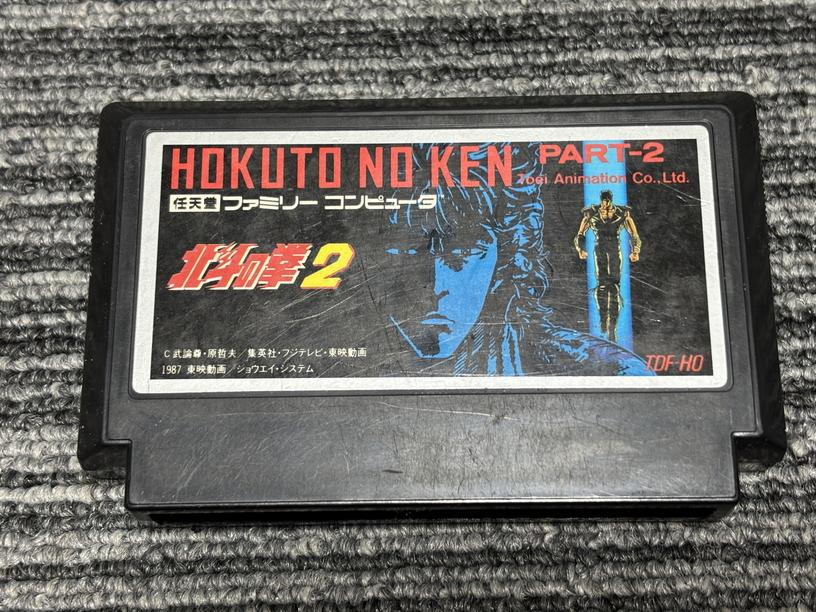 HOKUTO NO KEN PART-2
Toei Animation Co.,Ltd.
任天堂 ファミリー コンピュータ
北斗の拳2
C 武論尊・原哲夫／集英社・フジテレビ・東映動画
1987 東映動画／ショウエイ・システム
TDF-HO